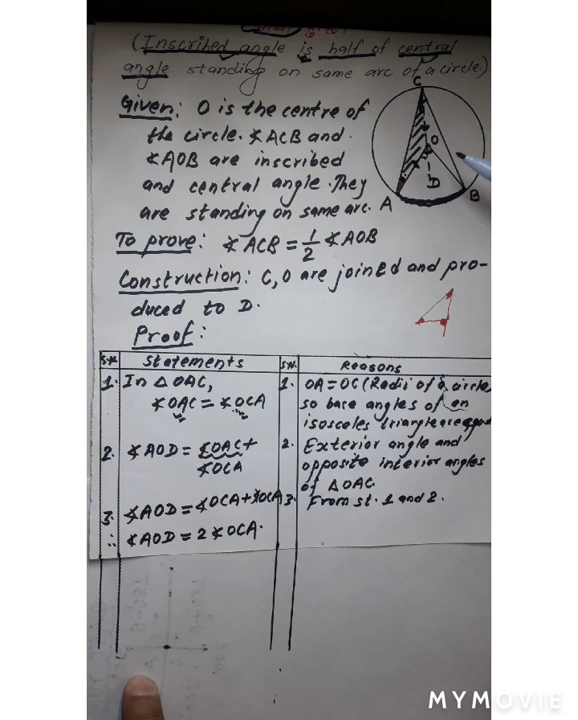 (Inscribed angle is half of central
angle standing on same arc of a circle)
Given: O is the centre of
the circle. ∡ACB and
∡AOB are inscribed
and central angle. They
are standing on same arc.
C
O
D
A
B
To prove: ∡ACB = 1/2 ∡AOB
Construction: C, O are joined and pro-
duced to D.
Proof:
S.N. Statements
1. In △OAC,
∡OAC = ∡OCA
2. ∡AOD = ∡OAC +
∡OCA
3. ∡AOD = ∡OCA + ∡OCA
∴ ∡AOD = 2∡OCA.
S.N. Reasons
1. OA = OC (Radii of a circle
so base angles of an
isosceles triangle are
2. Exterior angle and
opposite interior angles
of △OAC.
3. From st. 1 and 2.
MYMOVIE